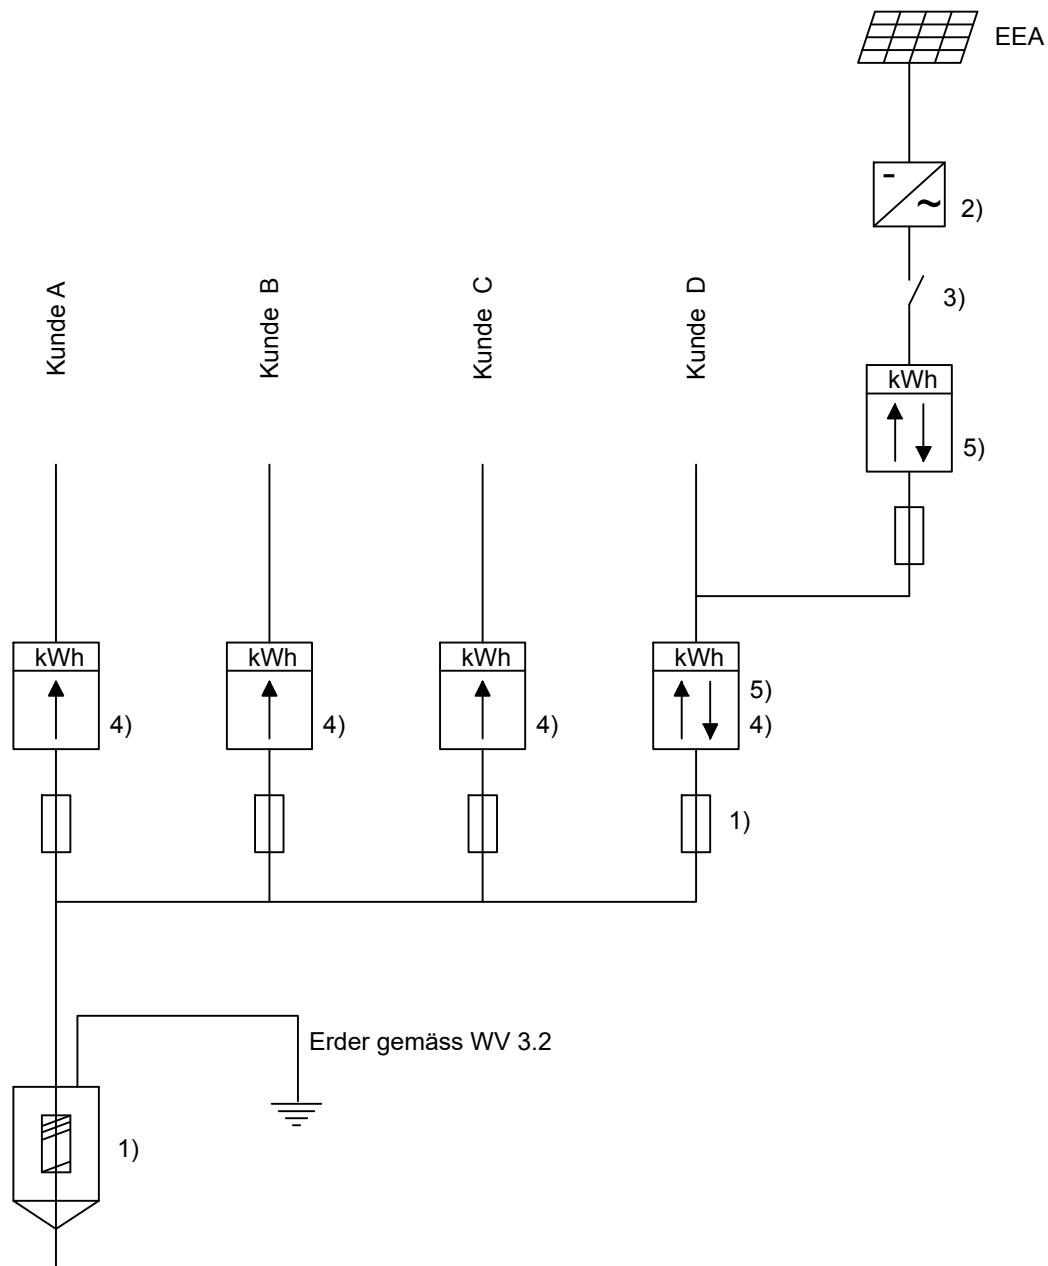 EEA
2)
3)
Kunde A
Kunde B
Kunde C
Kunde D
kWh
5)
kWh
4)
kWh
4)
kWh
4)
kWh
5)
4)
1)
Erder gemäss WV 3.2
1)